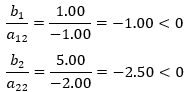 b₁/a₁₂ = 1.00/−1.00 = −1.00 < 0
b₂/a₂₂ = 5.00/−2.00 = −2.50 < 0